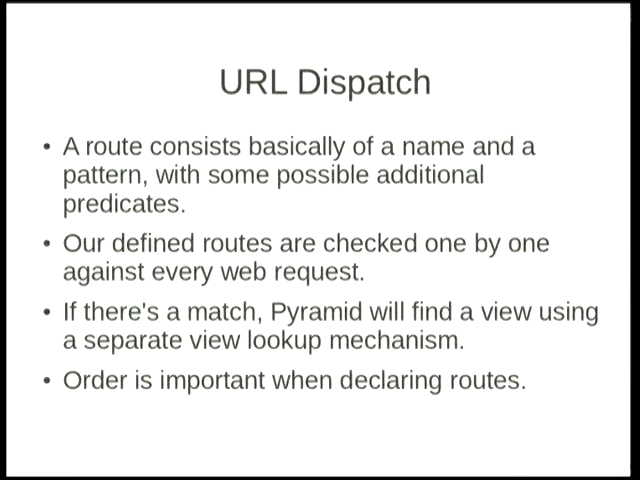 URL Dispatch
• A route consists basically of a name and a
pattern, with some possible additional
predicates.
• Our defined routes are checked one by one
against every web request.
• If there's a match, Pyramid will find a view using
a separate view lookup mechanism.
• Order is important when declaring routes.